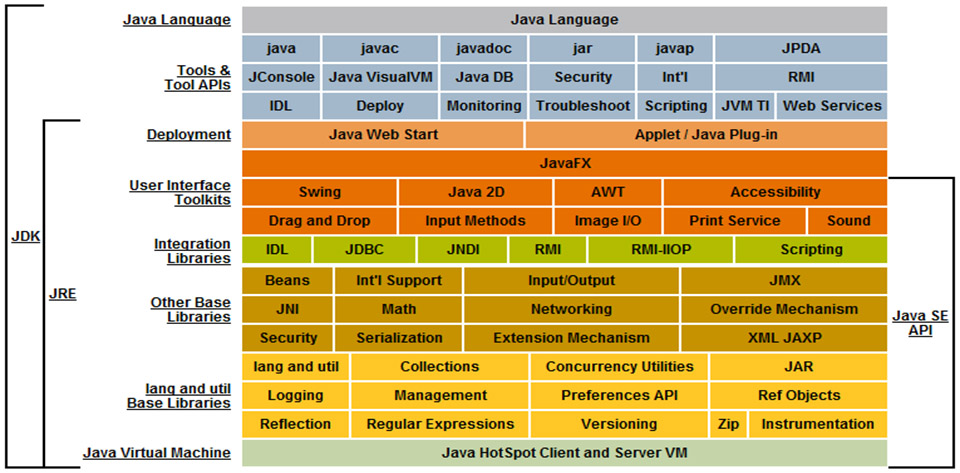 Java Language Java Language
java javac javadoc jar javap JPDA
Tools &
Tool APIs
JConsole Java VisualVM Java DB Security Int'l RMI
IDL Deploy Monitoring Troubleshoot Scripting JVM TI Web Services
Deployment Java Web Start Applet / Java Plug-in
JavaFX
User Interface
Toolkits
Swing Java 2D AWT Accessibility
Drag and Drop Input Methods Image I/O Print Service Sound
JDK
Integration
Libraries
IDL JDBC JNDI RMI RMI-IIOP Scripting
Beans Int'l Support Input/Output JMX
JRE
Other Base
Libraries
JNI Math Networking Override Mechanism
Java SE
API
Security Serialization Extension Mechanism XML JAXP
lang and util Collections Concurrency Utilities JAR
lang and util
Base Libraries
Logging Management Preferences API Ref Objects
Reflection Regular Expressions Versioning Zip Instrumentation
Java Virtual Machine Java HotSpot Client and Server VM